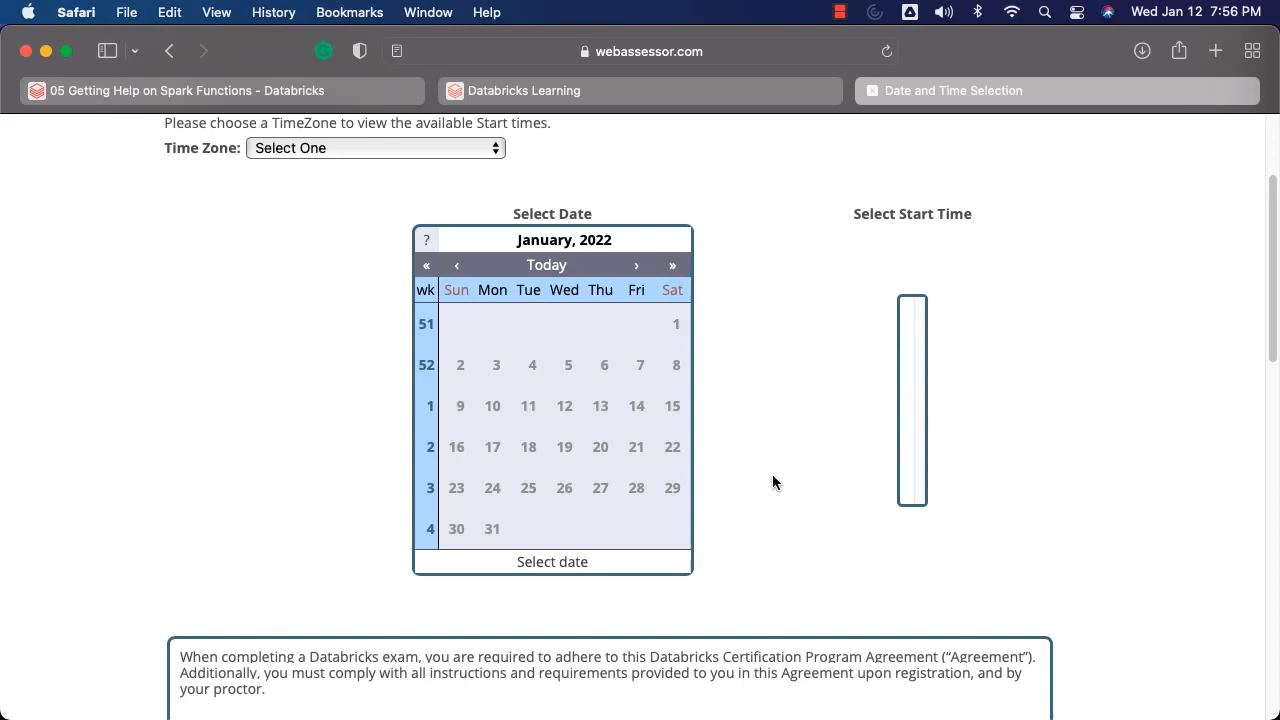 Safari File Edit View History Bookmarks Window Help Wed Jan 12 7:56 PM
webassessor.com
05 Getting Help on Spark Functions - Databricks Databricks Learning Date and Time Selection
Please choose a TimeZone to view the available Start times.
Time Zone: Select One
Select Date Select Start Time
? January, 2022
« ‹ Today › »
wk Sun Mon Tue Wed Thu Fri Sat
51 1
52 2 3 4 5 6 7 8
1 9 10 11 12 13 14 15
2 16 17 18 19 20 21 22
3 23 24 25 26 27 28 29
4 30 31
Select date
When completing a Databricks exam, you are required to adhere to this Databricks Certification Program Agreement (“Agreement”).
Additionally, you must comply with all instructions and requirements provided to you in this Agreement upon registration, and by
your proctor.